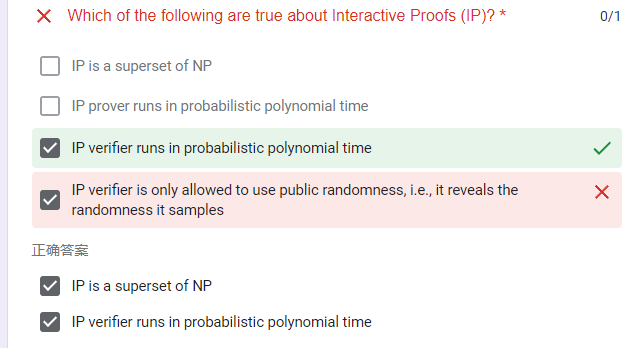 Which of the following are true about Interactive Proofs (IP)? *
0/1
IP is a superset of NP
IP prover runs in probabilistic polynomial time
IP verifier runs in probabilistic polynomial time
IP verifier is only allowed to use public randomness, i.e., it reveals the
randomness it samples
正确答案
IP is a superset of NP
IP verifier runs in probabilistic polynomial time